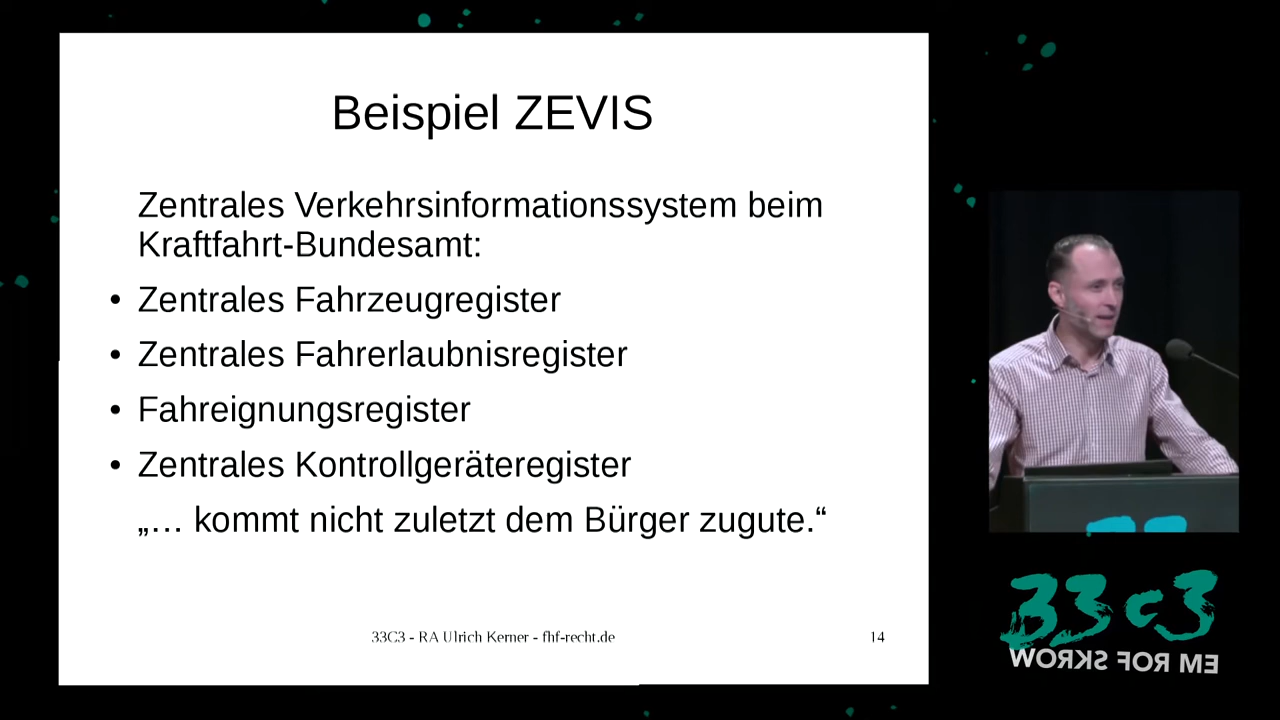 Beispiel ZEVIS
Zentrales Verkehrsinformationssystem beim
Kraftfahrt-Bundesamt:
• Zentrales Fahrzeugregister
• Zentrales Fahrerlaubnisregister
• Fahreignungsregister
• Zentrales Kontrollgeräteregister
„… kommt nicht zuletzt dem Bürger zugute.“
33C3 - RA Ulrich Kerner - fhf-recht.de
14
33c3
WORKS FOR ME